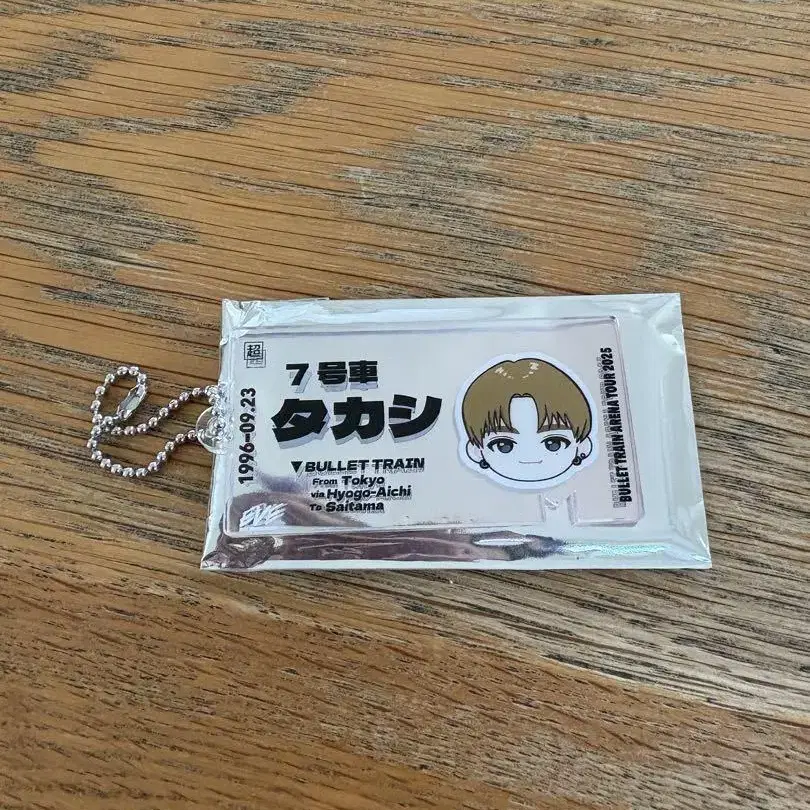 超
7号車
タカシ
1996-09.23
▼BULLET TRAIN
From Tokyo
via Hyogo-Aichi
To Saitama
BULLET TRAIN ARENA TOUR 2025